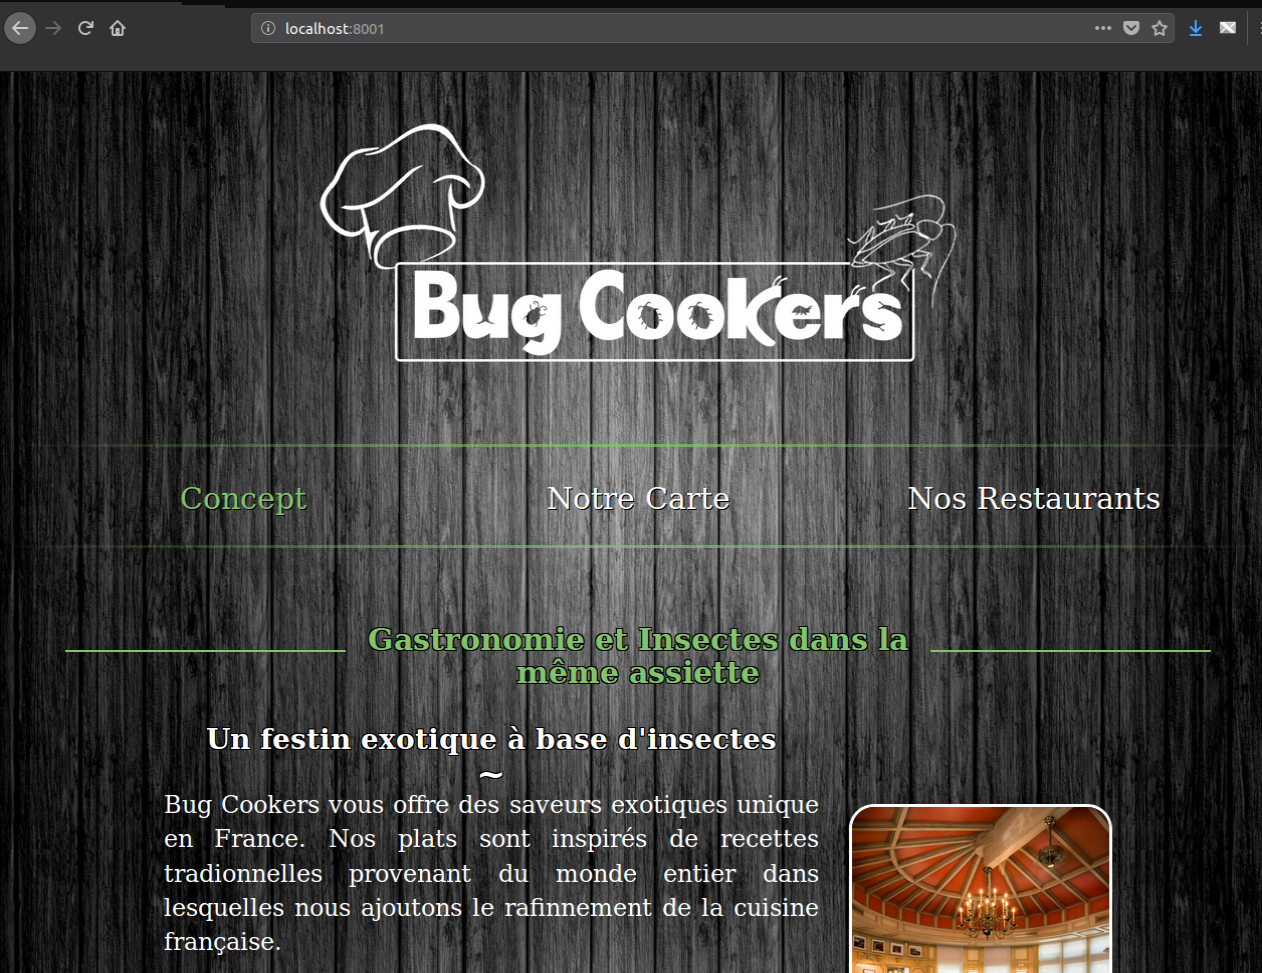 localhost:8001
Bug Cookers
Concept
Notre Carte
Nos Restaurants
Gastronomie et Insectes dans la
même assiette
Un festin exotique à base d'insectes
~
Bug Cookers vous offre des saveurs exotiques unique
en France. Nos plats sont inspirés de recettes
tradionnelles provenant du monde entier dans
lesquelles nous ajoutons le rafinnement de la cuisine
française.